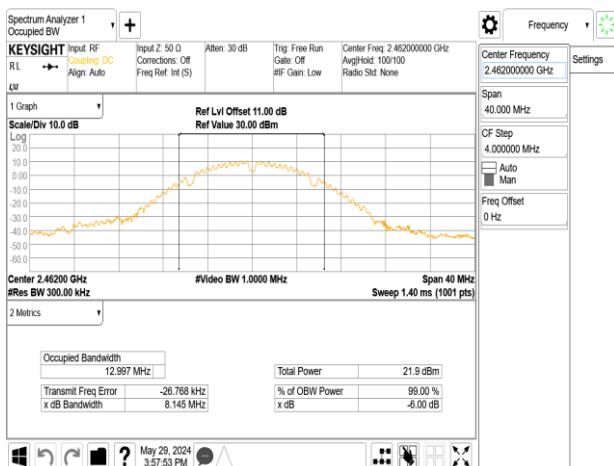 Spectrum Analyzer 1
Occupied BW
Frequency
KEYSIGHT
RL
LXI
Input: RF
Coupling: DC
Align: Auto
Input Z: 50 Ω
Corrections: Off
Freq Ref: Int (S)
Atten: 30 dB
Trig: Free Run
Gate: Off
#IF Gain: Low
Center Freq: 2.462000000 GHz
Avg|Hold: 100/100
Radio Std: None
Center Frequency
2.462000000 GHz
Settings
Span
40.000 MHz
CF Step
4.000000 MHz
Auto
Man
Freq Offset
0 Hz
1 Graph
Scale/Div 10.0 dB
Ref Lvl Offset 11.00 dB
Ref Value 30.00 dBm
Log
20.0
10.0
0.00
-10.0
-20.0
-30.0
-40.0
-50.0
-60.0
Center 2.46200 GHz
#Video BW 1.0000 MHz
Span 40 MHz
#Res BW 300.00 kHz
Sweep 1.40 ms (1001 pts)
2 Metrics
Occupied Bandwidth
12.997 MHz
Total Power 21.9 dBm
Transmit Freq Error -26.768 kHz
% of OBW Power 99.00 %
x dB Bandwidth 8.145 MHz
x dB -6.00 dB
?
May 29, 2024
3:57:53 PM